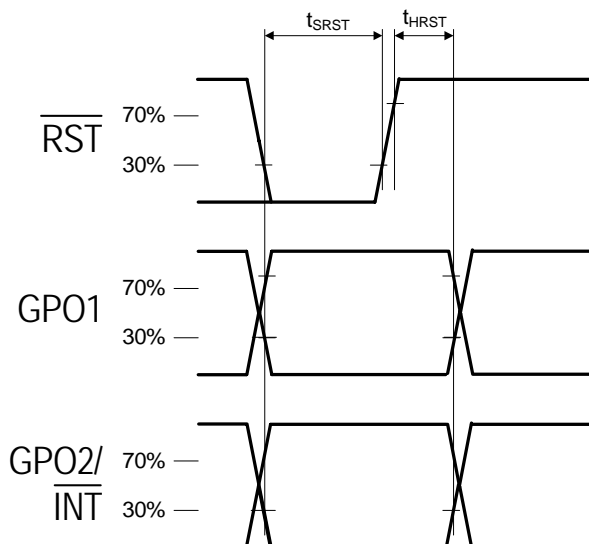 tSRST
tHRST
RST
70%
30%
GPO1
70%
30%
GPO2/
INT
70%
30%